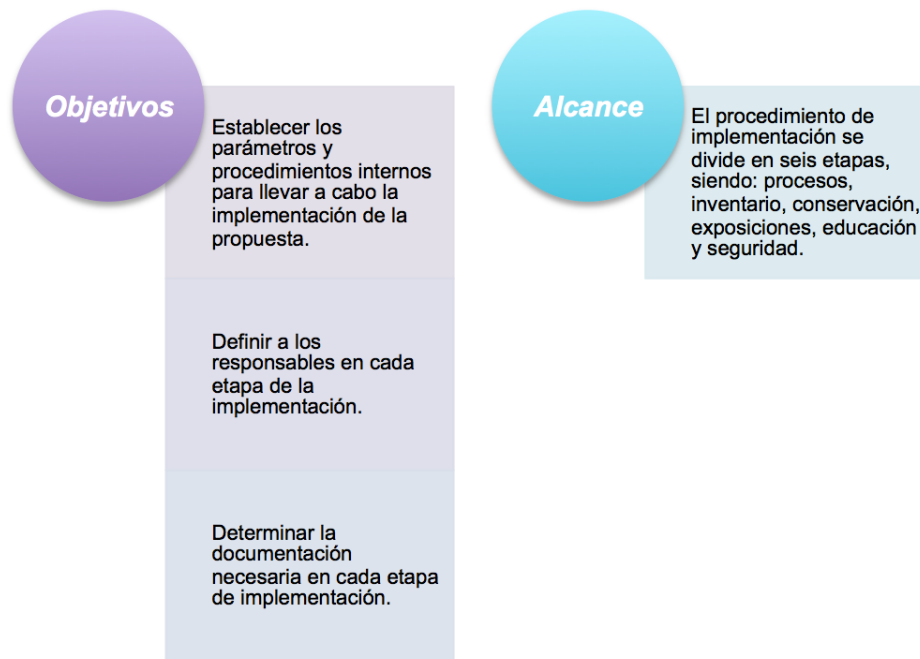 Objetivos
Establecer los
parámetros y
procedimientos internos
para llevar a cabo la
implementación de la
propuesta.
Definir a los
responsables en cada
etapa de la
implementación.
Determinar la
documentación
necesaria en cada etapa
de implementación.
Alcance
El procedimiento de
implementación se
divide en seis etapas,
siendo: procesos,
inventario, conservación,
exposiciones, educación
y seguridad.